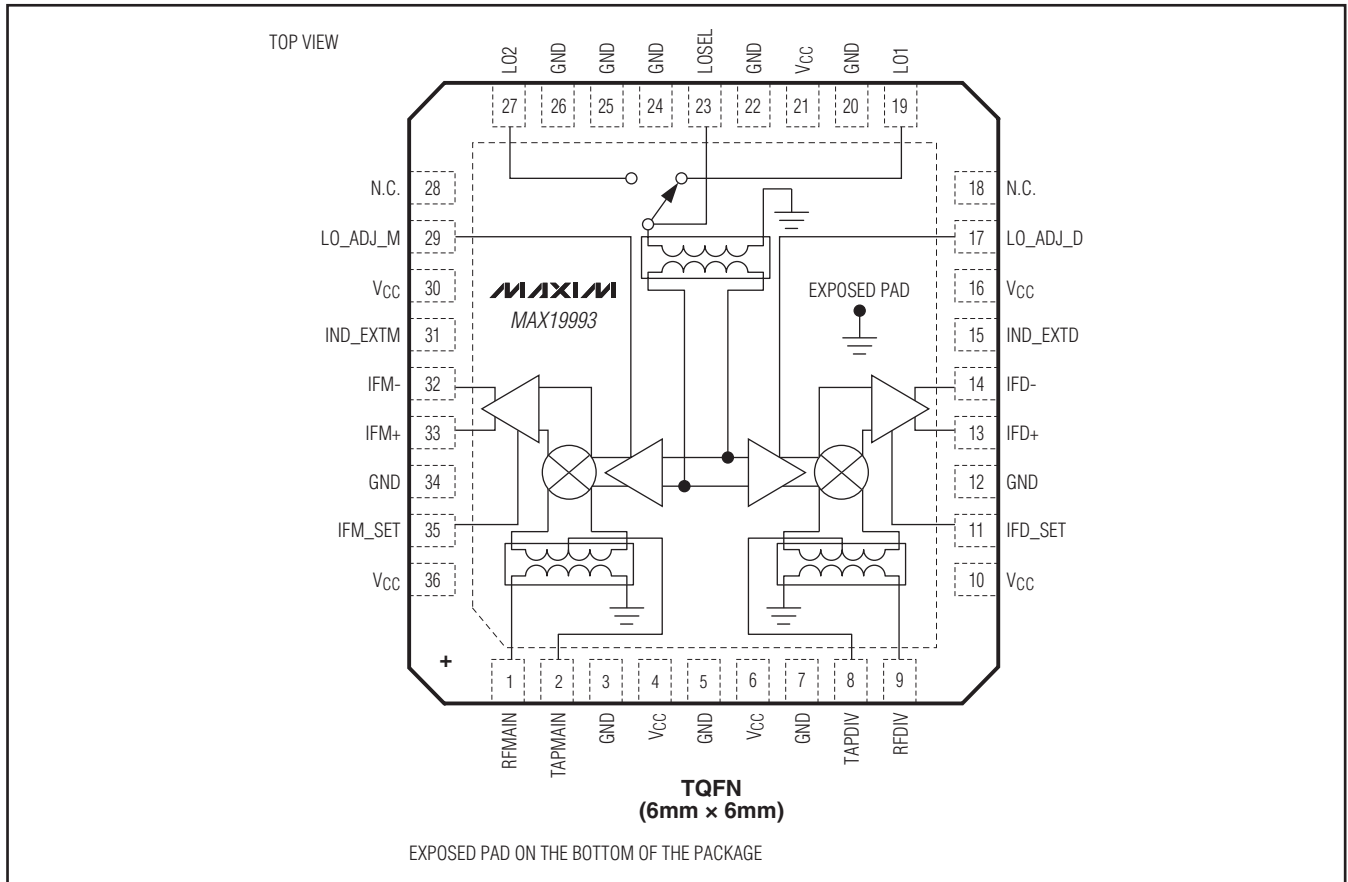 TOP VIEW
LO2 GND GND GND LOSEL GND VCC GND LO1
27 26 25 24 23 22 21 20 19
N.C. 28 18 N.C.
LO_ADJ_M 29 17 LO_ADJ_D
VCC 30 16 VCC
MAXIM
MAX19993
EXPOSED PAD
IND_EXTM 31 15 IND_EXTD
IFM- 32 14 IFD-
IFM+ 33 13 IFD+
GND 34 12 GND
IFM_SET 35 11 IFD_SET
VCC 36 10 VCC
+
1 2 3 4 5 6 7 8 9
RFMAIN TAPMAIN GND VCC GND VCC GND TAPDIV RFDIV
TQFN
(6mm × 6mm)
EXPOSED PAD ON THE BOTTOM OF THE PACKAGE